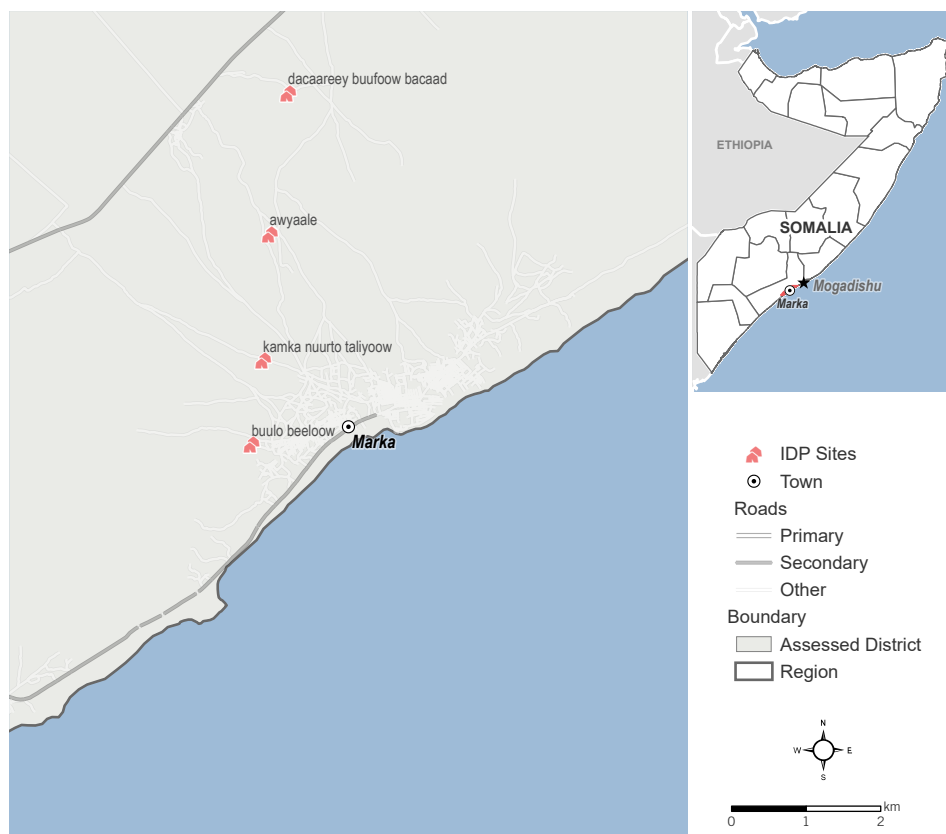 dacaareey buufoow bacaad
awyaale
kamka nuurto taliyoow
buulo beeloow
Marka
ETHIOPIA
SOMALIA
Mogadishu
Marka
IDP Sites
Town
Roads
Primary
Secondary
Other
Boundary
Assessed District
Region
N
W E
S
km
0 1 2